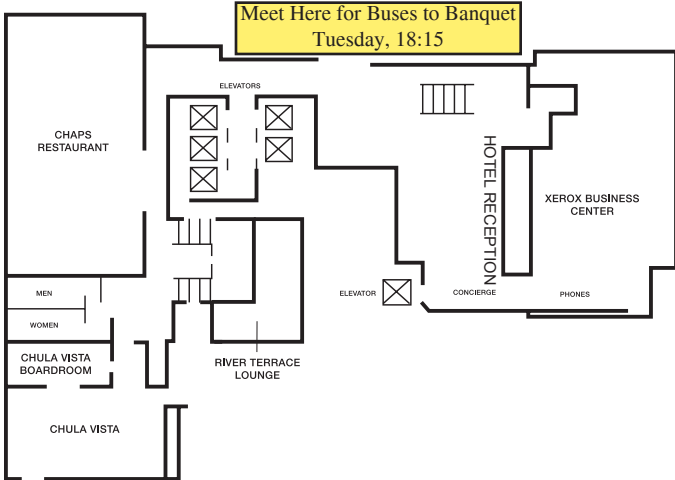 Meet Here for Buses to Banquet
Tuesday, 18:15
ELEVATORS
CHAPS
RESTAURANT
HOTEL RECEPTION
XEROX BUSINESS
CENTER
MEN
ELEVATOR
CONCIERGE
PHONES
WOMEN
CHULA VISTA
BOARDROOM
RIVER TERRACE
LOUNGE
CHULA VISTA